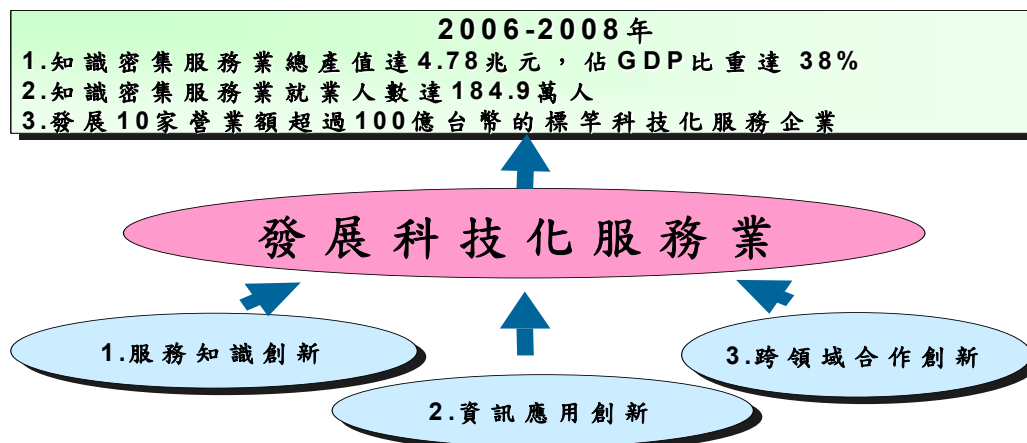 2006-2008年
1.知識密集服務業總產值達4.78兆元，佔GDP比重達 38%
2.知識密集服務業就業人數達184.9萬人
3.發展10家營業額超過100億台幣的標竿科技化服務企業
發展科技化服務業
1.服務知識創新
3.跨領域合作創新
2.資訊應用創新